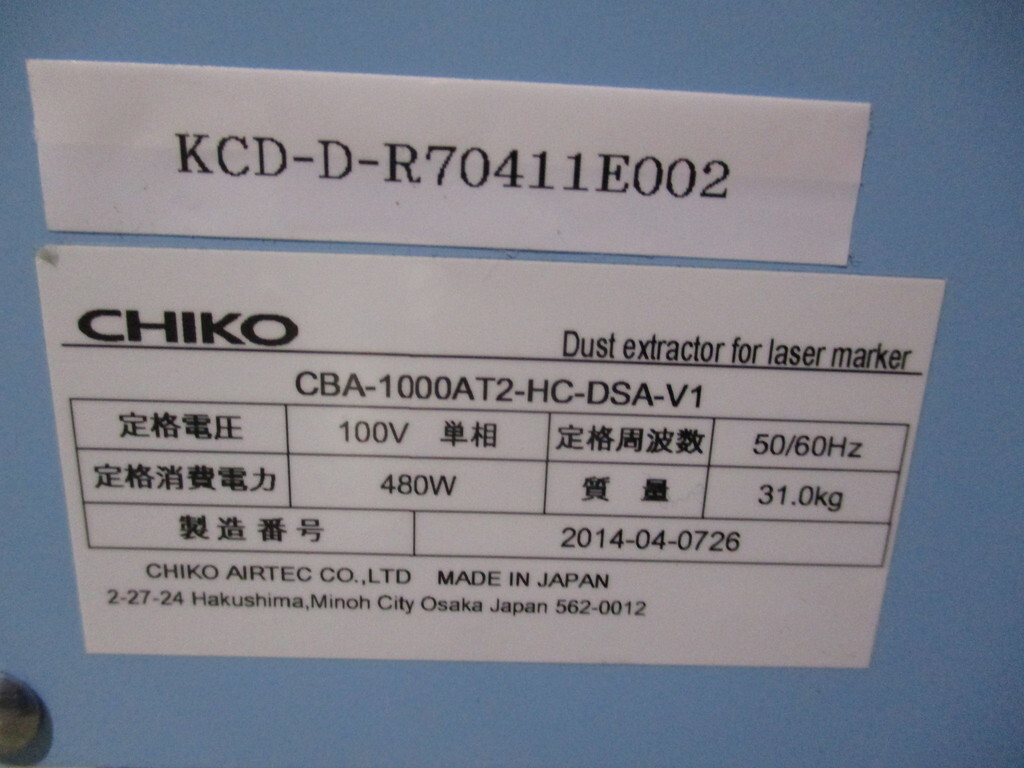 KCD-D-R70411E002
CHIKO
Dust extractor for laser marker
CBA-1000AT2-HC-DSA-V1
定格電圧 100V 単相 定格周波数 50/60Hz
定格消費電力 480W 質 量 31.0kg
製造番号 2014-04-0726
CHIKO AIRTEC CO.,LTD MADE IN JAPAN
2-27-24 Hakushima,Minoh City Osaka Japan 562-0012